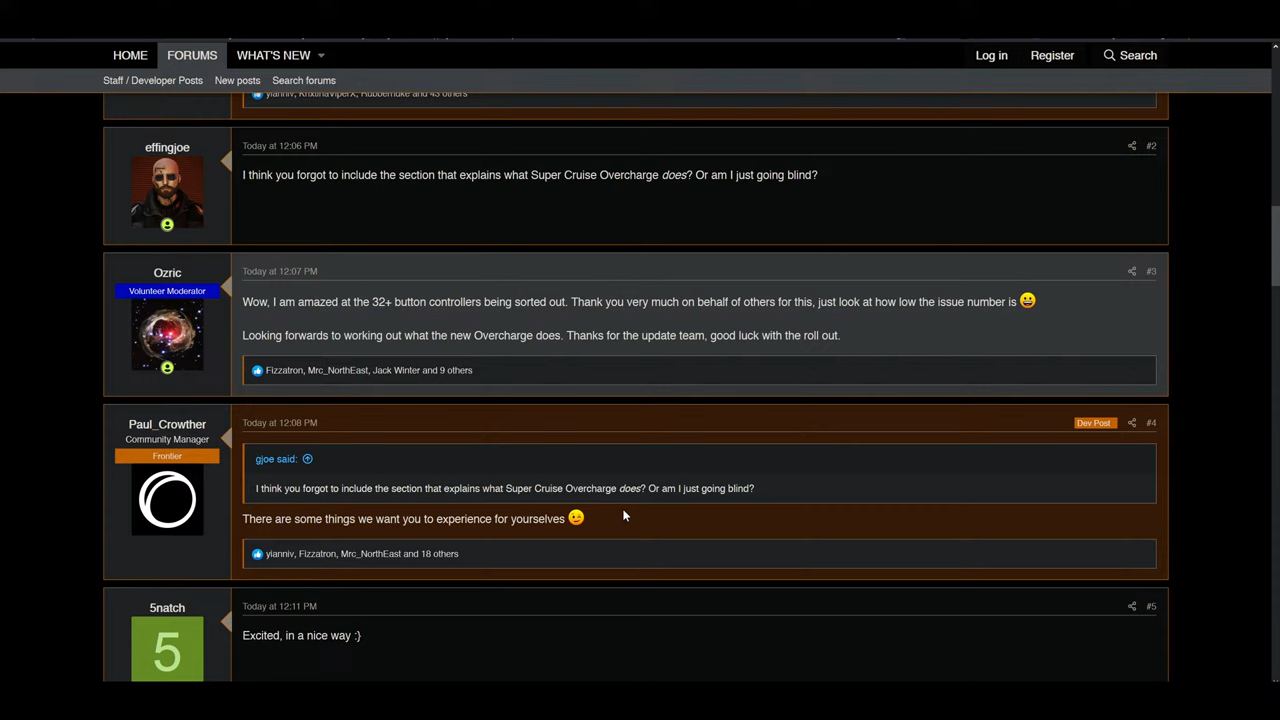 HOME FORUMS WHAT'S NEW Log in Register Search
Staff / Developer Posts New posts Search forums
yianniv, KrixtinaViperX, Rubbernuke and 43 others
effingjoe
Today at 12:06 PM #2
I think you forgot to include the section that explains what Super Cruise Overcharge does? Or am I just going blind?
Ozric
Volunteer Moderator
Today at 12:07 PM #3
Wow, I am amazed at the 32+ button controllers being sorted out. Thank you very much on behalf of others for this, just look at how low the issue number is
Looking forwards to working out what the new Overcharge does. Thanks for the update team, good luck with the roll out.
Fizzatron, Mrc_NorthEast, Jack Winter and 9 others
Paul_Crowther
Community Manager
Frontier
Today at 12:08 PM Dev Post #4
gjoe said:
I think you forgot to include the section that explains what Super Cruise Overcharge does? Or am I just going blind?
There are some things we want you to experience for yourselves
yianniv, Fizzatron, Mrc_NorthEast and 18 others
5natch
5
Today at 12:11 PM #5
Excited, in a nice way :}